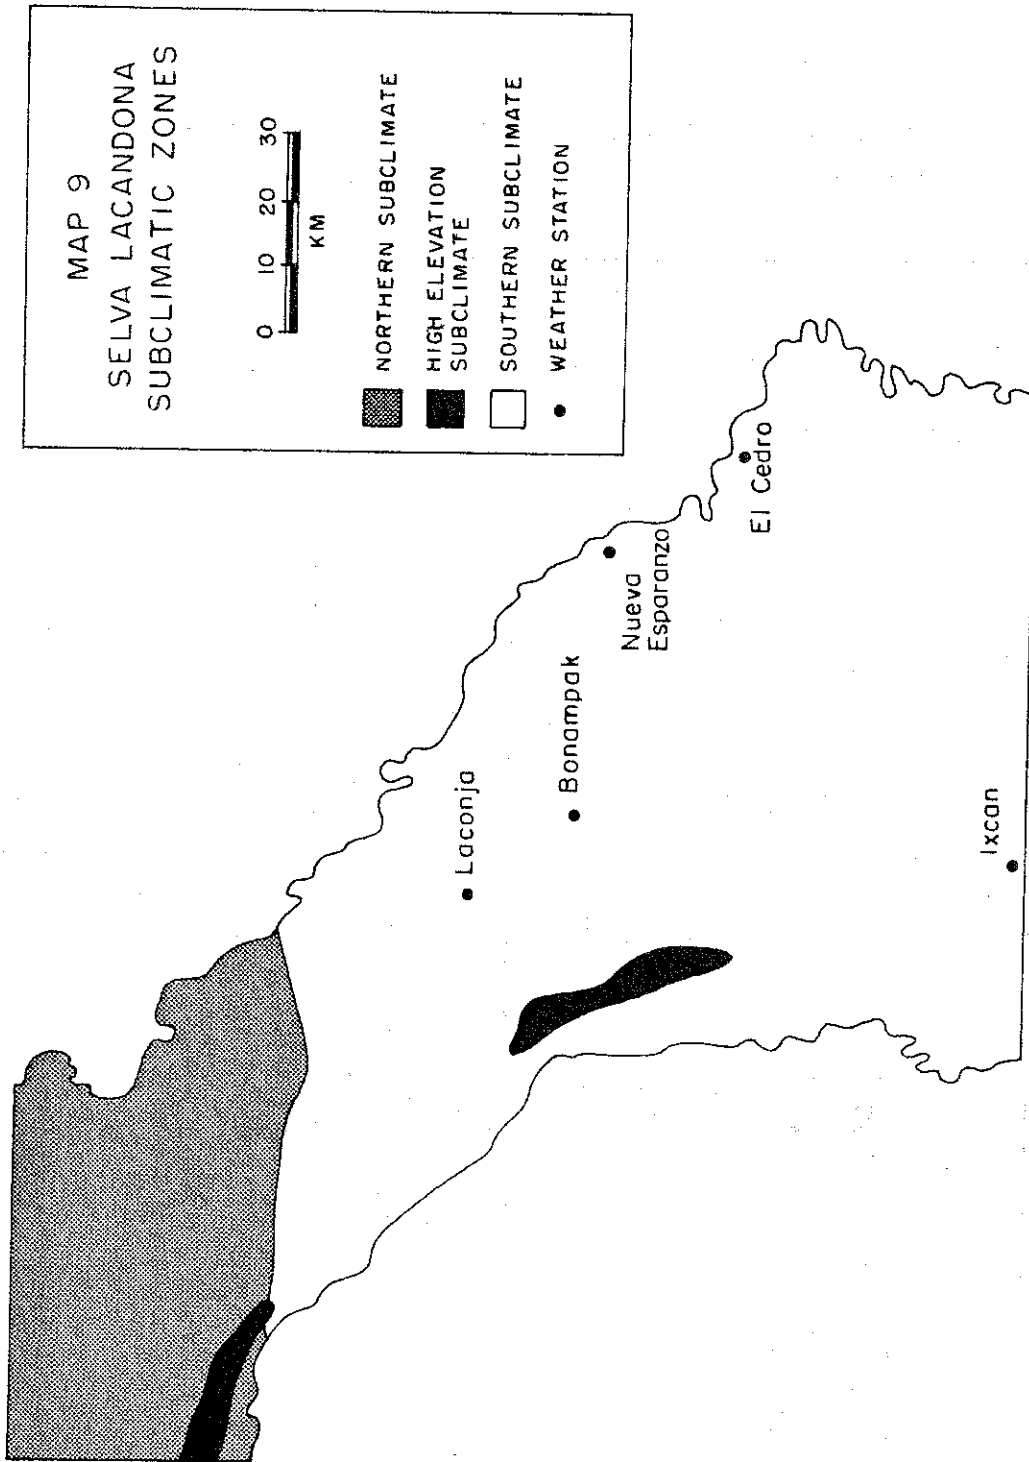 MAP 9
SELVA LACANDONA
SUBCLIMATIC ZONES
0 10 20 30
KM
NORTHERN SUBCLIMATE
HIGH ELEVATION
SUBCLIMATE
SOUTHERN SUBCLIMATE
WEATHER STATION
Laconja
Bonampak
Nueva
Esparanzo
El Cedro
Ixcan